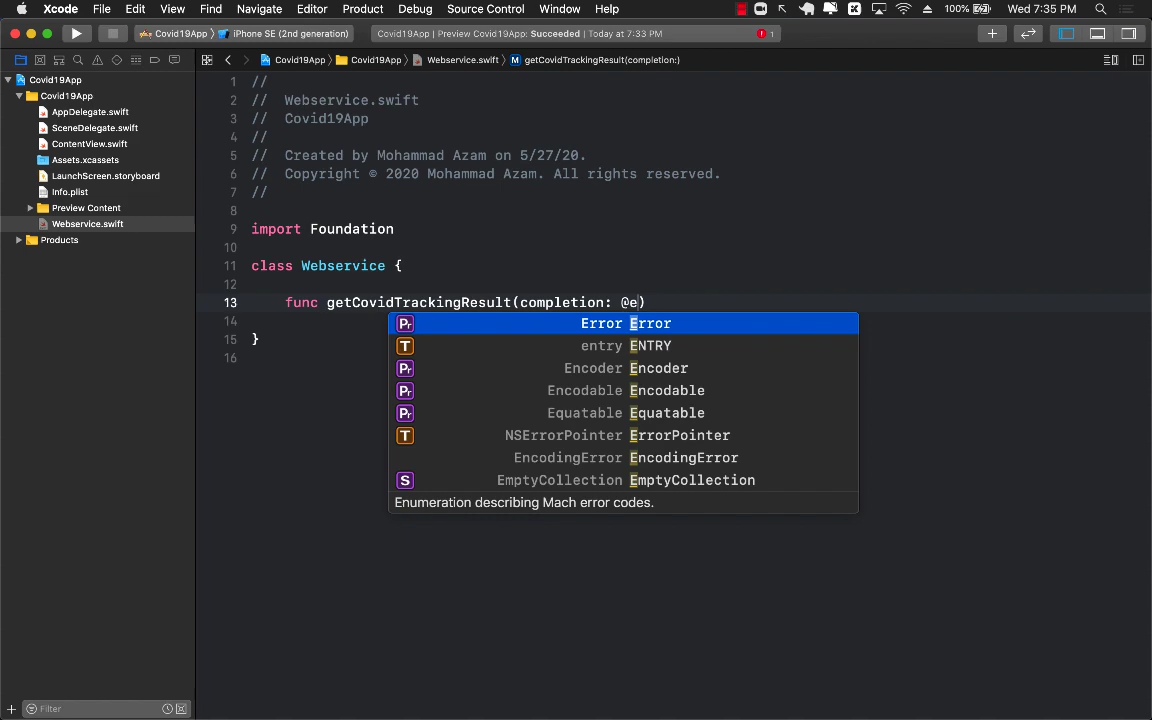 Xcode File Edit View Find Navigate Editor Product Debug Source Control Window Help 100% Wed 7:35 PM
Covid19App 〉 iPhone SE (2nd generation) Covid19App | Preview Covid19App: Succeeded | Today at 7:33 PM 1
Covid19App 〉 Covid19App 〉 Webservice.swift 〉 M getCovidTrackingResult(completion:)
Covid19App
Covid19App
AppDelegate.swift
SceneDelegate.swift
ContentView.swift
Assets.xcassets
LaunchScreen.storyboard
Info.plist
Preview Content
Webservice.swift
Products
1 //
2 // Webservice.swift
3 // Covid19App
4 //
5 // Created by Mohammad Azam on 5/27/20.
6 // Copyright © 2020 Mohammad Azam. All rights reserved.
7 //
8
9 import Foundation
10
11 class Webservice {
12
13 func getCovidTrackingResult(completion: @e)
14
15 }
16
Pr Error Error
T entry ENTRY
Pr Encoder Encoder
Pr Encodable Encodable
Pr Equatable Equatable
T NSErrorPointer ErrorPointer
EncodingError EncodingError
S EmptyCollection EmptyCollection
Enumeration describing Mach error codes.
Filter